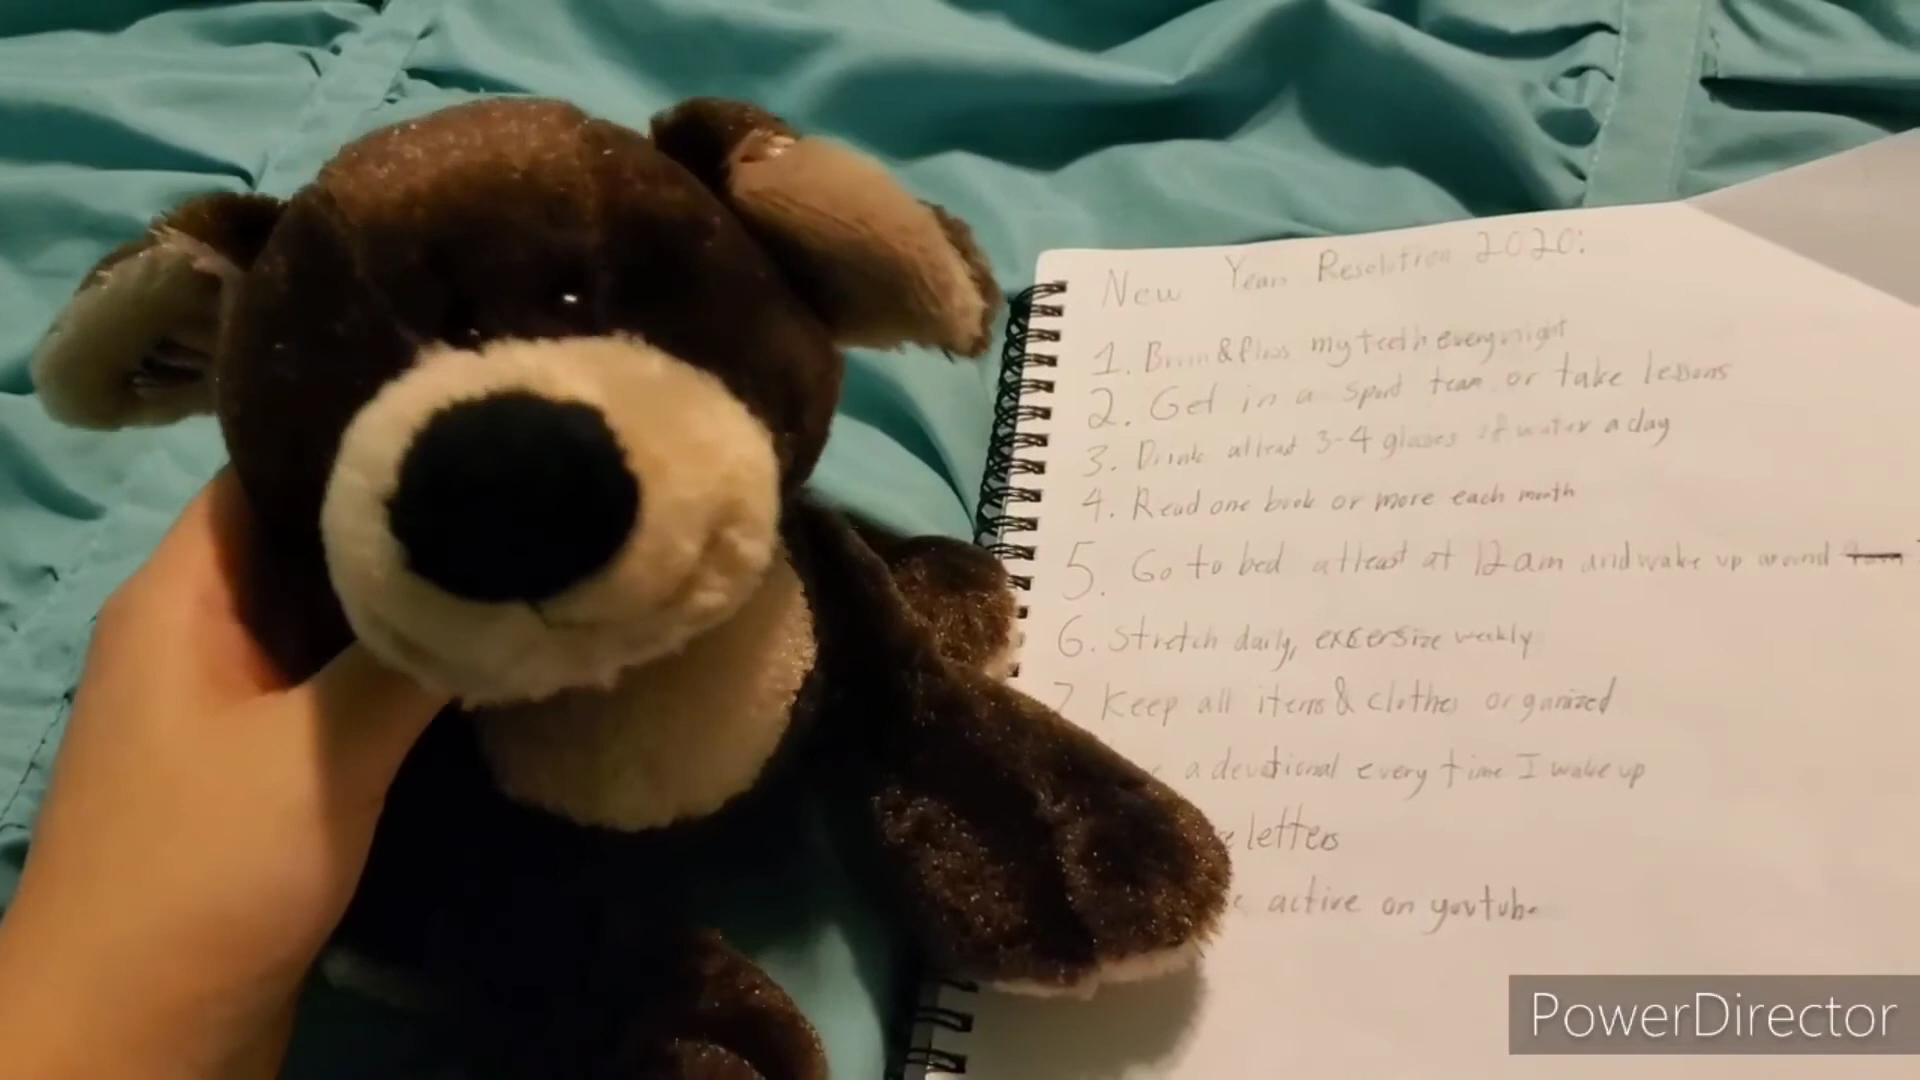 New Year Resolution 2020:
1. Brush & floss my teeth every night
2. Get in a sport team or take lessons
3. Drink atleast 3-4 glasses of water a day
4. Read one book or more each month
5. Go to bed atleast at 12am and wake up around
6. Stretch daily, excersize weekly
7 Keep all items & clothes organized
a devotional every time I wake up
letters
active on youtube
PowerDirector